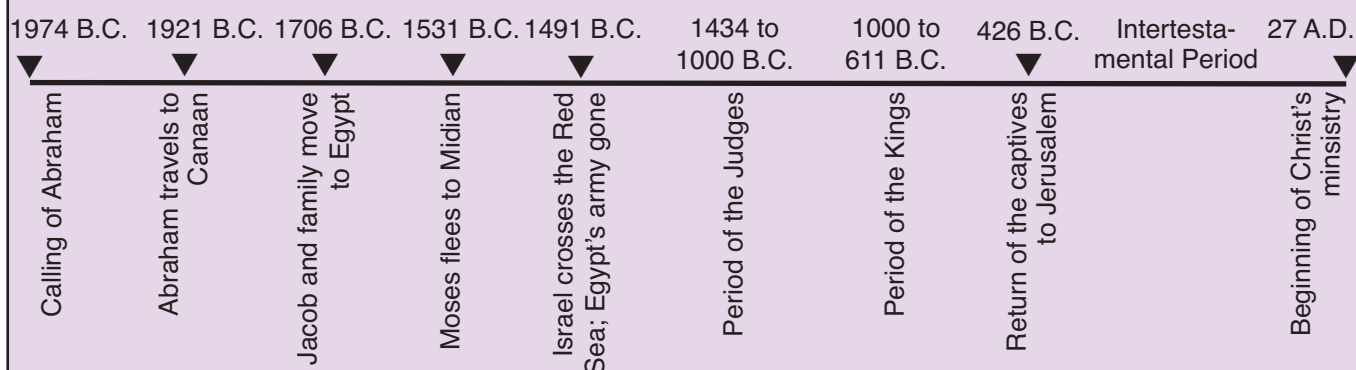 1974 B.C.
1921 B.C.
1706 B.C.
1531 B.C.
1491 B.C.
1434 to
1000 B.C.
1000 to
611 B.C.
426 B.C.
Intertesta-
mental Period
27 A.D.
Calling of Abraham
Abraham travels to
Canaan
Jacob and family move
to Egypt
Moses flees to Midian
Israel crosses the Red
Sea; Egypt's army gone
Period of the Judges
Period of the Kings
Return of the captives
to Jerusalem
Beginning of Christ's
minsistry